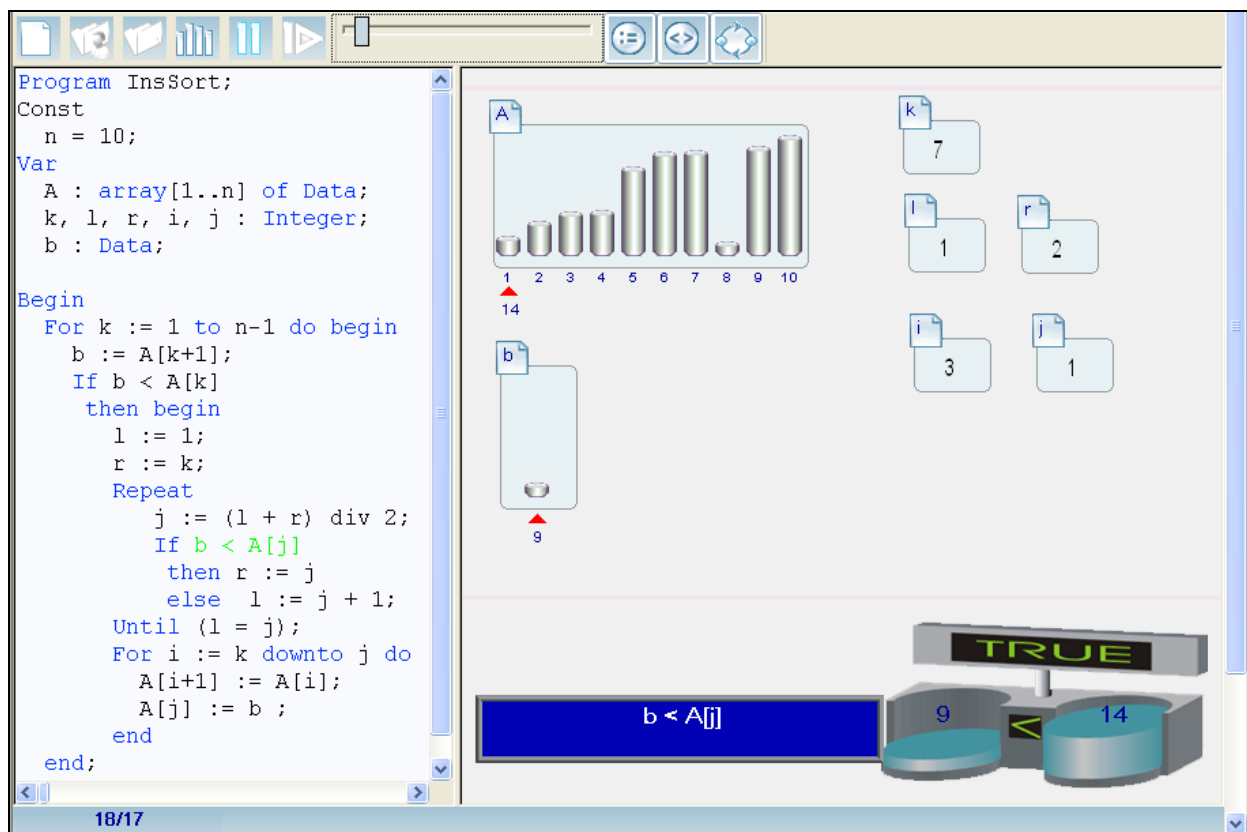 :=
<>
Program InsSort;
Const
  n = 10;
Var
  A : array[1..n] of Data;
  k, l, r, i, j : Integer;
  b : Data;
Begin
  For k := 1 to n-1 do begin
    b := A[k+1];
    If b < A[k]
     then begin
       l := 1;
       r := k;
       Repeat
          j := (l + r) div 2;
          If b < A[j]
           then r := j
           else  l := j + 1;
       Until (l = j);
       For i := k downto j do
         A[i+1] := A[i];
         A[j] := b ;
       end
  end;
18/17
A
1 2 3 4 5 6 7 8 9 10
14
k
7
l
1
r
2
i
3
j
1
b
9
TRUE
b < A[j]
9 < 14